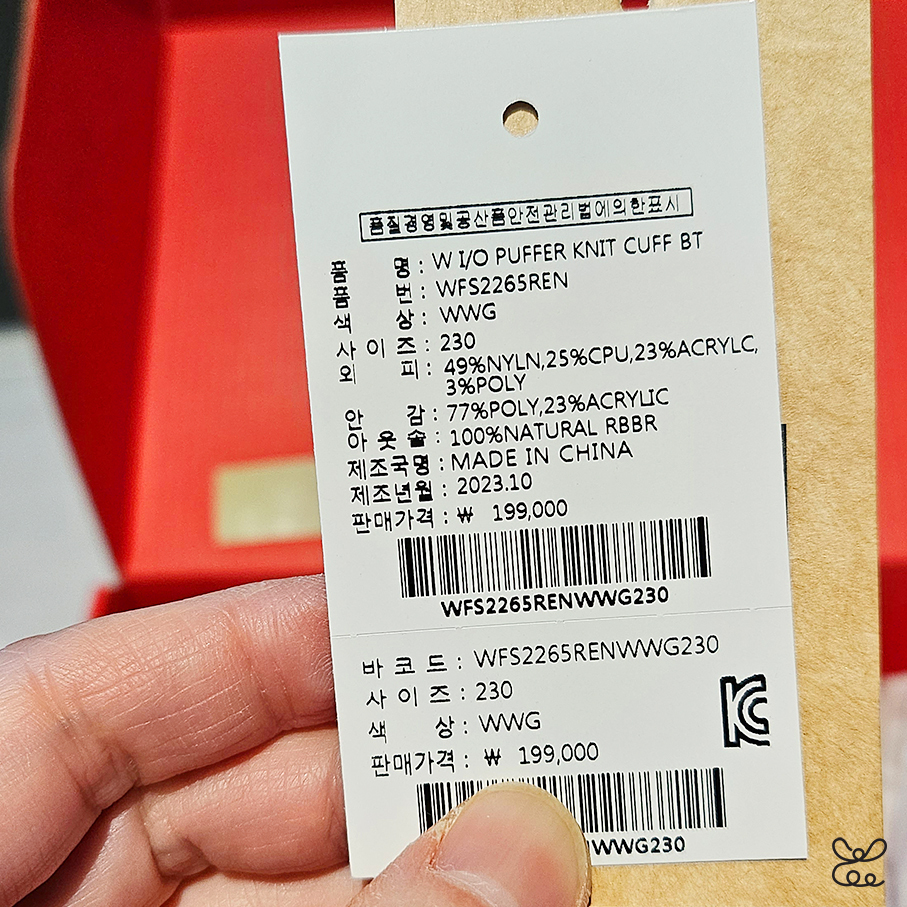 품질경영및공산품안전관리법에의한표시
품 명 : W I/O PUFFER KNIT CUFF BT
품 번 : WFS2265REN
색 상 : WWG
사 이 즈 : 230
외 피 : 49%NYLN,25%CPU,23%ACRYLC,
3%POLY
안 감 : 77%POLY,23%ACRYLIC
아 웃 솔 : 100%NATURAL RBBR
제조국명 : MADE IN CHINA
제조년월 : 2023.10
판매가격 : ₩ 199,000
WFS2265RENWWG230
바 코 드 : WFS2265RENWWG230
사 이 즈 : 230
색 상 : WWG
판매가격 : ₩ 199,000
WWG230